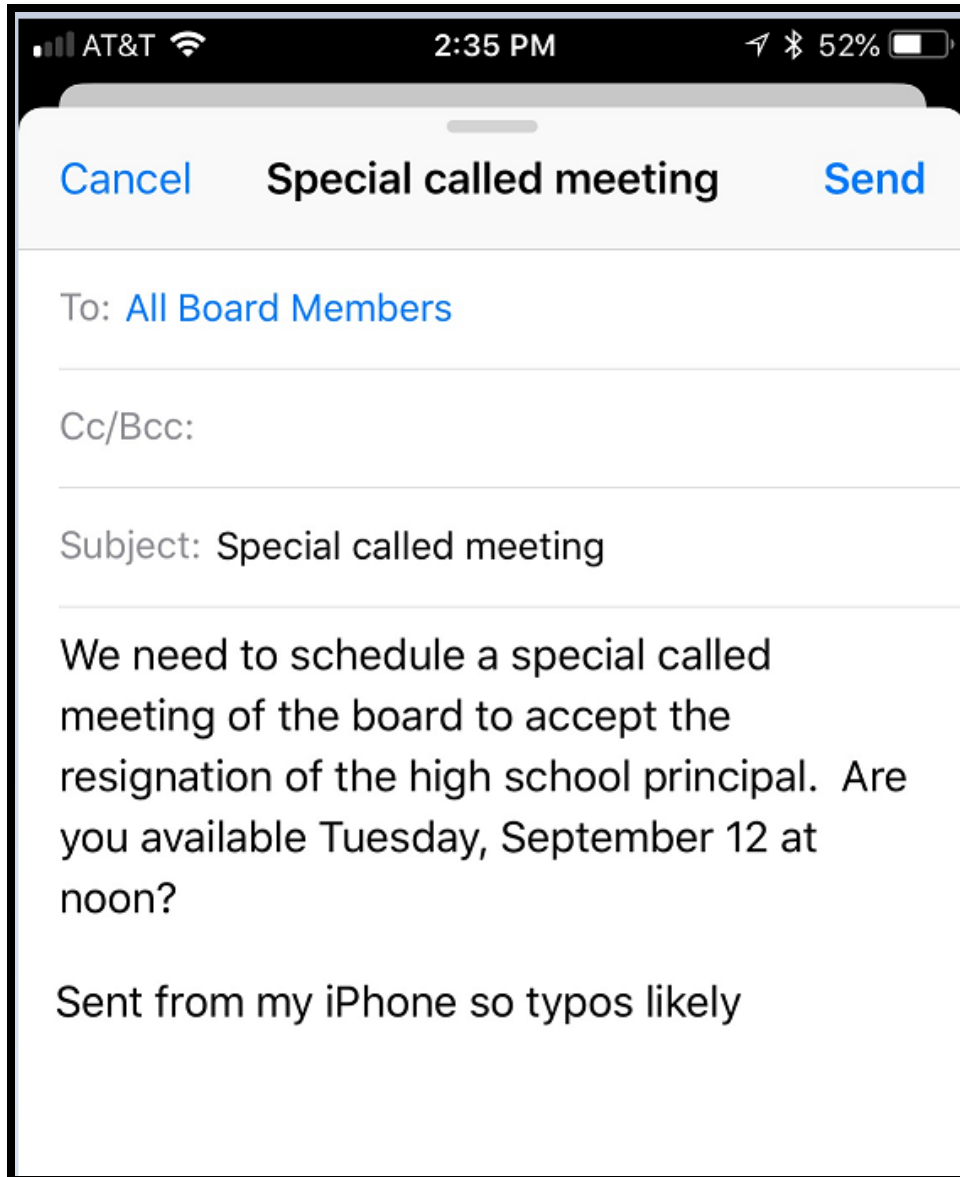 AT&T 2:35 PM 52%
Cancel Special called meeting Send
To: All Board Members
Cc/Bcc:
Subject: Special called meeting
We need to schedule a special called
meeting of the board to accept the
resignation of the high school principal.  Are
you available Tuesday, September 12 at
noon?
Sent from my iPhone so typos likely